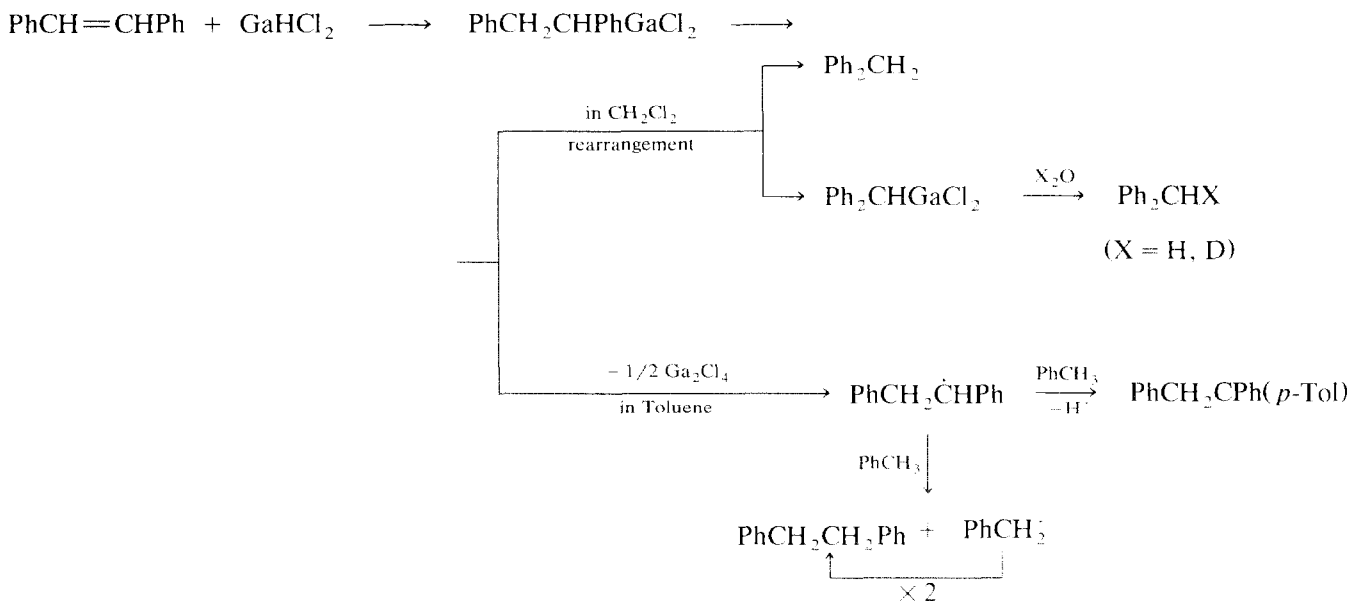 PhCH=CHPh + GaHCl₂ → PhCH₂CHPhGaCl₂ →
Ph₂CH₂
in CH₂Cl₂
rearrangement
Ph₂CHGaCl₂ X₂O → Ph₂CHX
(X = H, D)
− 1/2 Ga₂Cl₄
in Toluene
PhCH₂ĊHPh PhCH₃ −H˙ → PhCH₂CPh(p-Tol)
PhCH₃
PhCH₂CH₂Ph + PhCH₂˙
× 2